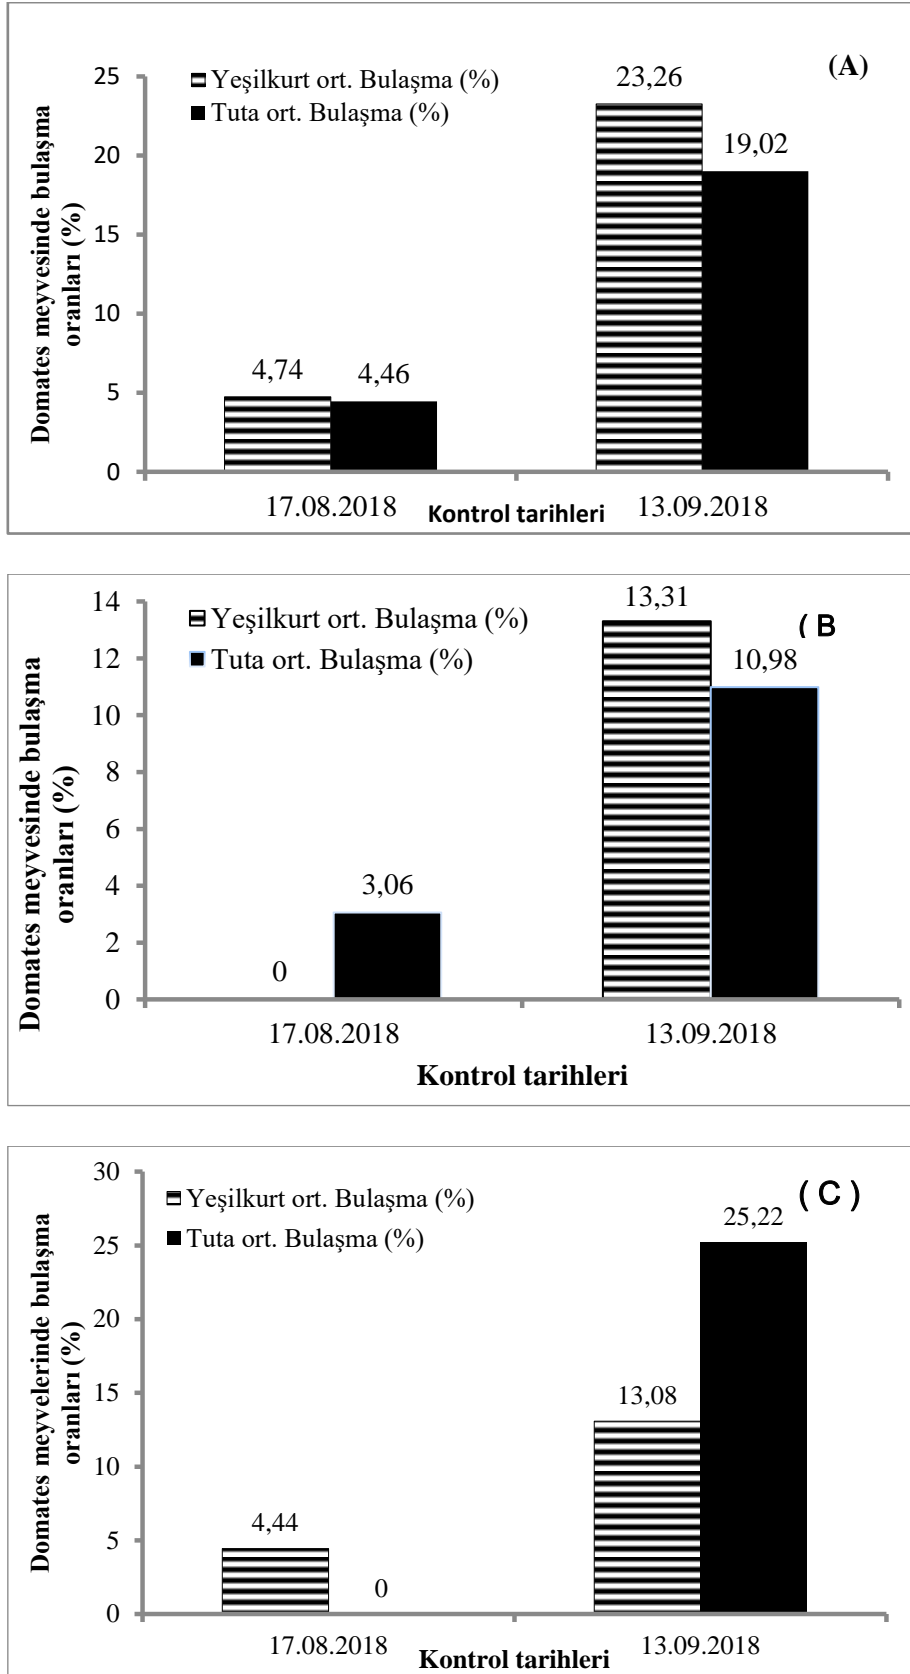 (A)
Yeşilkurt ort. Bulaşma (%)
Tuta ort. Bulaşma (%)
Domates meyvesinde bulaşma
oranları (%)
25
20
15
10
5
0
4,74
4,46
23,26
19,02
17.08.2018
Kontrol tarihleri
13.09.2018
( B
Yeşilkurt ort. Bulaşma (%)
Tuta ort. Bulaşma (%)
Domates meyvesinde bulaşma
oranları (%)
14
12
10
8
6
4
2
0
0
3,06
13,31
10,98
17.08.2018
13.09.2018
Kontrol tarihleri
( C )
Yeşilkurt ort. Bulaşma (%)
Tuta ort. Bulaşma (%)
Domates meyvelerinde bulaşma
oranları (%)
30
25
20
15
10
5
0
4,44
0
13,08
25,22
17.08.2018
Kontrol tarihleri
13.09.2018